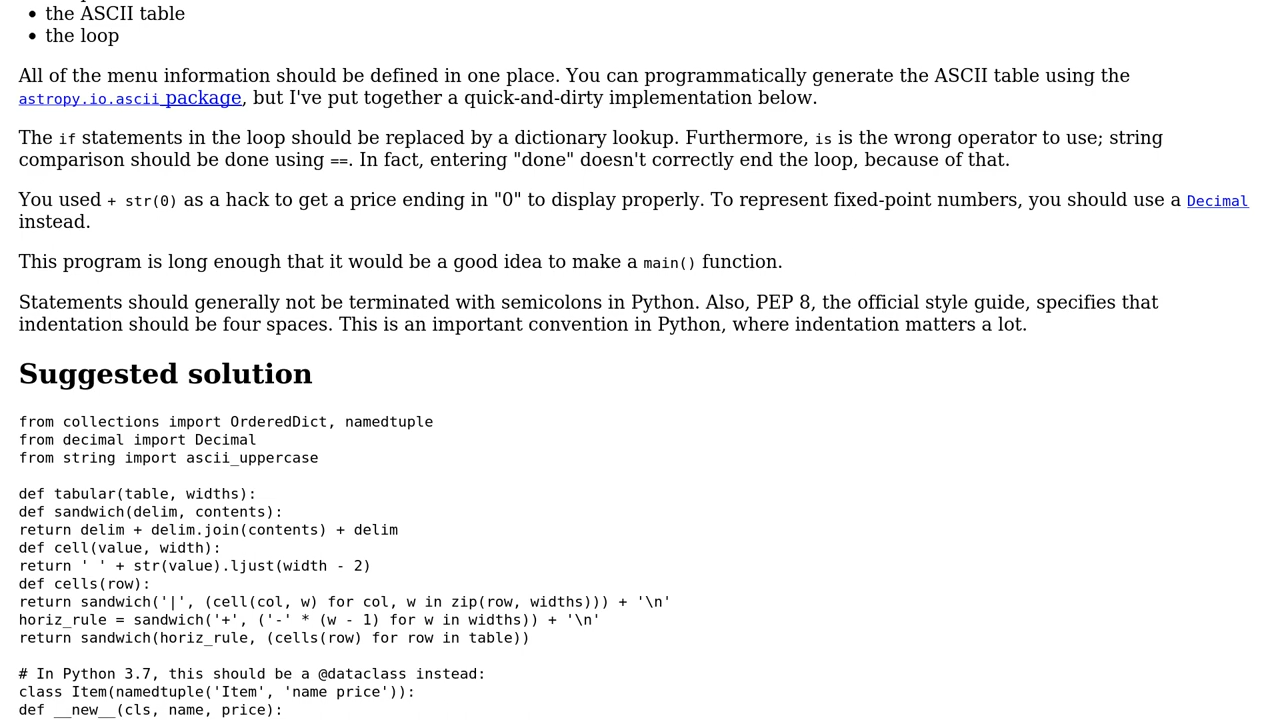 the ASCII table
the loop
All of the menu information should be defined in one place. You can programmatically generate the ASCII table using the
astropy.io.ascii package, but I've put together a quick-and-dirty implementation below.
The if statements in the loop should be replaced by a dictionary lookup. Furthermore, is is the wrong operator to use; string
comparison should be done using ==. In fact, entering "done" doesn't correctly end the loop, because of that.
You used + str(0) as a hack to get a price ending in "0" to display properly. To represent fixed-point numbers, you should use a Decimal
instead.
This program is long enough that it would be a good idea to make a main() function.
Statements should generally not be terminated with semicolons in Python. Also, PEP 8, the official style guide, specifies that
indentation should be four spaces. This is an important convention in Python, where indentation matters a lot.
Suggested solution
from collections import OrderedDict, namedtuple
from decimal import Decimal
from string import ascii_uppercase
def tabular(table, widths):
def sandwich(delim, contents):
return delim + delim.join(contents) + delim
def cell(value, width):
return ' ' + str(value).ljust(width - 2)
def cells(row):
return sandwich('|', (cell(col, w) for col, w in zip(row, widths))) + '\n'
horiz_rule = sandwich('+', ('-' * (w - 1) for w in widths)) + '\n'
return sandwich(horiz_rule, (cells(row) for row in table))
# In Python 3.7, this should be a @dataclass instead:
class Item(namedtuple('Item', 'name price')):
def __new__(cls, name, price):